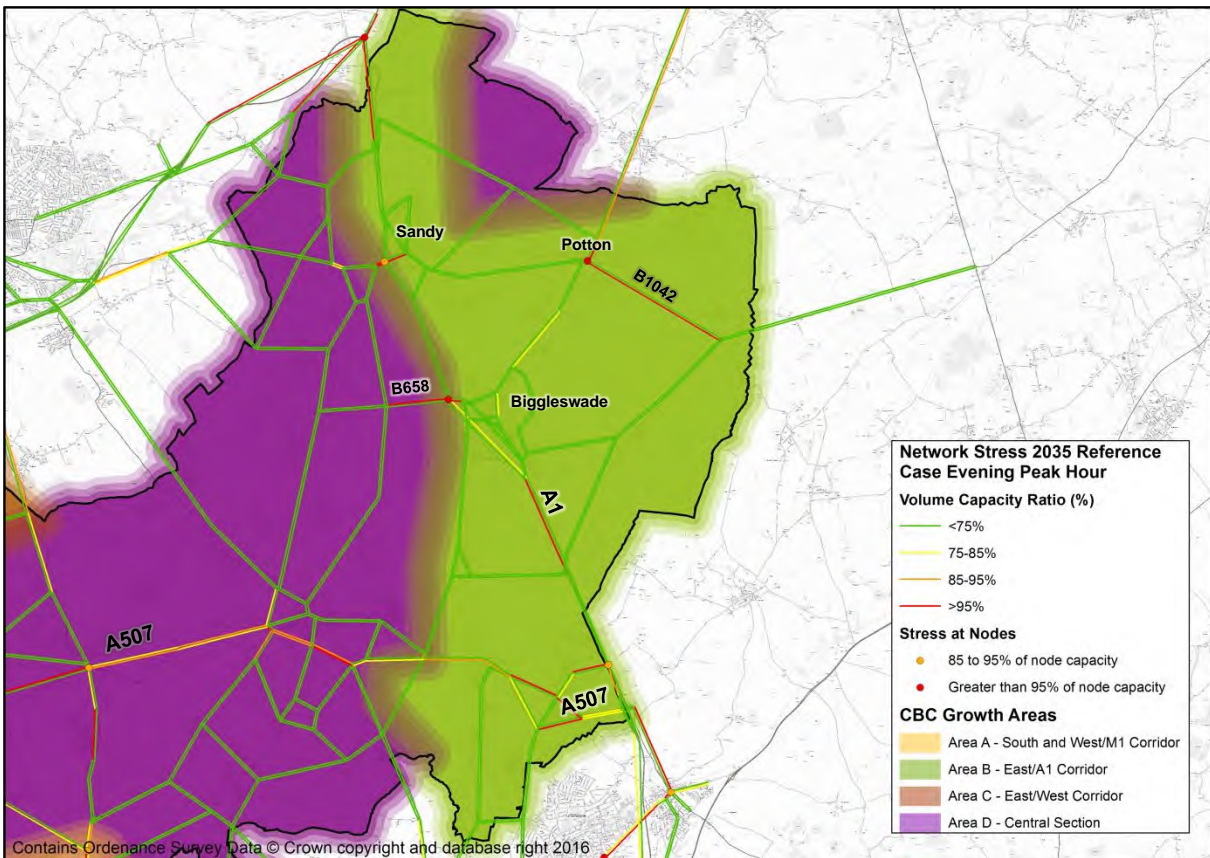 Sandy
Potton
B1042
B658
Biggleswade
A1
A507
A507
Network Stress 2035 Reference
Case Evening Peak Hour
Volume Capacity Ratio (%)
<75%
75-85%
85-95%
>95%
Stress at Nodes
85 to 95% of node capacity
Greater than 95% of node capacity
CBC Growth Areas
Area A - South and West/M1 Corridor
Area B - East/A1 Corridor
Area C - East/West Corridor
Area D - Central Section
Contains Ordenance Survey Data © Crown copyright and database right 2016